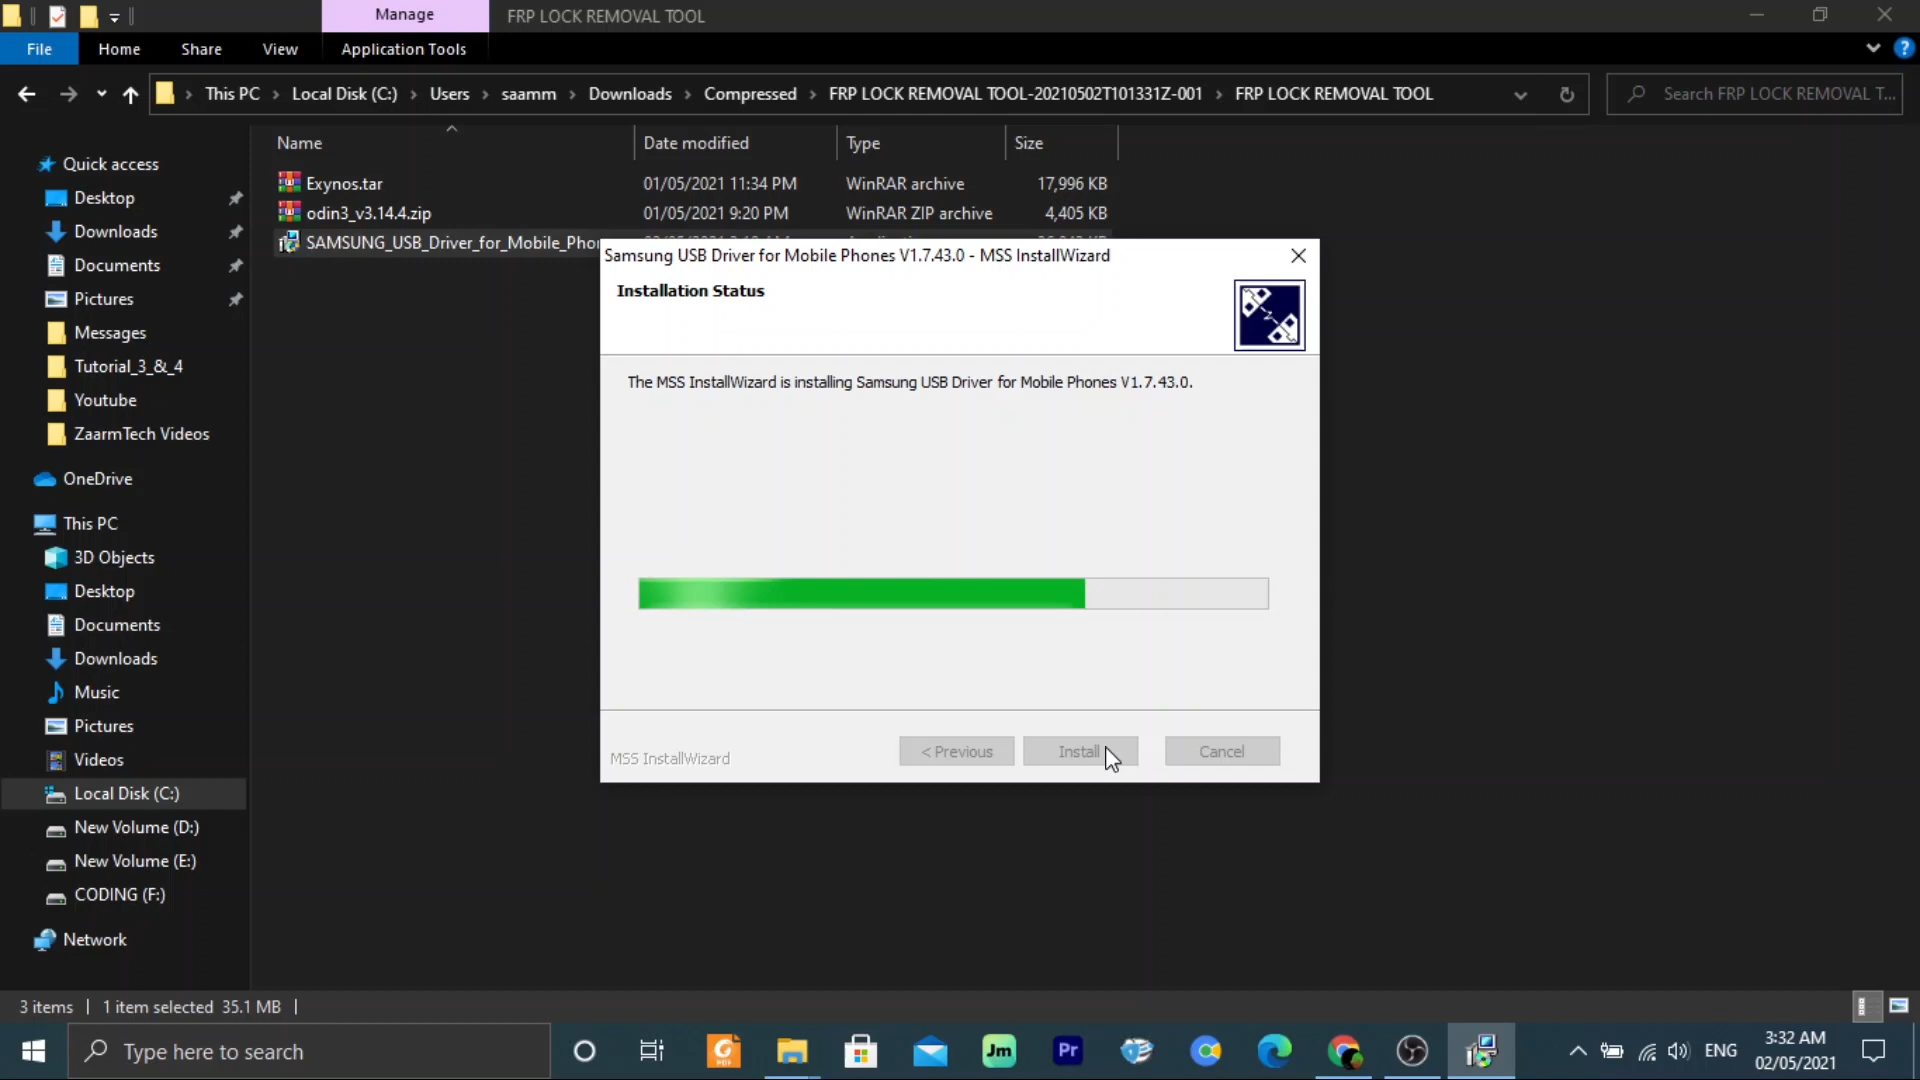 Manage
FRP LOCK REMOVAL TOOL
File
Home
Share
View
Application Tools
This PC
Local Disk (C:)
Users
saamm
Downloads
Compressed
FRP LOCK REMOVAL TOOL-20210502T101331Z-001
FRP LOCK REMOVAL TOOL
Search FRP LOCK REMOVAL T...
Name
Date modified
Type
Size
Exynos.tar
01/05/2021 11:34 PM
WinRAR archive
17,996 KB
odin3_v3.14.4.zip
01/05/2021 9:20 PM
WinRAR ZIP archive
4,405 KB
SAMSUNG_USB_Driver_for_Mobile_Phon
Quick access
Desktop
Downloads
Documents
Pictures
Messages
Tutorial_3_&_4
Youtube
ZaarmTech Videos
OneDrive
This PC
3D Objects
Desktop
Documents
Downloads
Music
Pictures
Videos
Local Disk (C:)
New Volume (D:)
New Volume (E:)
CODING (F:)
Network
Samsung USB Driver for Mobile Phones V1.7.43.0 - MSS InstallWizard
Installation Status
The MSS InstallWizard is installing Samsung USB Driver for Mobile Phones V1.7.43.0.
MSS InstallWizard
< Previous
Install
Cancel
3 items
1 item selected 35.1 MB
Type here to search
PDF
Jm
Pr
ENG
3:32 AM
02/05/2021